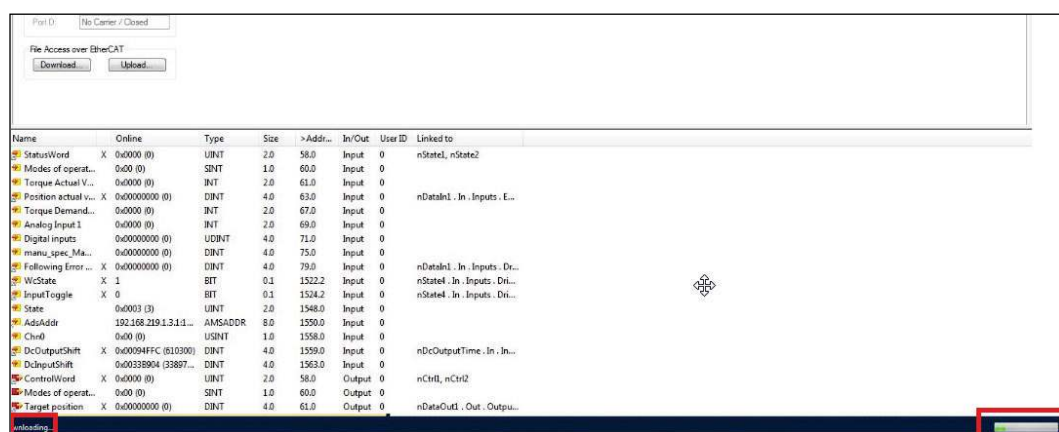 Port D: No Carrier / Closed
File Access over EtherCAT
Download... Upload...
Name Online Type Size >Addr... In/Out User ID Linked to
StatusWord X 0x0000 (0) UINT 2.0 58.0 Input 0 nState1, nState2
Modes of operat... 0x00 (0) SINT 1.0 60.0 Input 0
Torque Actual V... 0x0000 (0) INT 2.0 61.0 Input 0
Position actual v... X 0x00000000 (0) DINT 4.0 63.0 Input 0 nDataIn1 . In . Inputs . E...
Torque Demand... 0x0000 (0) INT 2.0 67.0 Input 0
Analog Input 1 0x0000 (0) INT 2.0 69.0 Input 0
Digital inputs 0x00000000 (0) UDINT 4.0 71.0 Input 0
manu_spec_Ma... 0x00000000 (0) DINT 4.0 75.0 Input 0
Following Error ... X 0x00000000 (0) DINT 4.0 79.0 Input 0 nDataIn1 . In . Inputs . Dr...
WcState X 1 BIT 0.1 1522.2 Input 0 nState4 . In . Inputs . Dri...
InputToggle X 0 BIT 0.1 1524.2 Input 0 nState4 . In . Inputs . Dri...
State 0x0003 (3) UINT 2.0 1548.0 Input 0
AdsAddr 192.168.219.1.3.1:1... AMSADDR 8.0 1550.0 Input 0
Chn0 0x00 (0) USINT 1.0 1558.0 Input 0
DcOutputShift X 0x00094FFC (610300) DINT 4.0 1559.0 Input 0 nDcOutputTime . In . In...
DcInputShift 0x0033B904 (33897... DINT 4.0 1563.0 Input 0
ControlWord X 0x0000 (0) UINT 2.0 58.0 Output 0 nCtrl1, nCtrl2
Modes of operat... 0x00 (0) SINT 1.0 60.0 Output 0
Target position X 0x00000000 (0) DINT 4.0 61.0 Output 0 nDataOut1 . Out . Outpu...
wnloading...